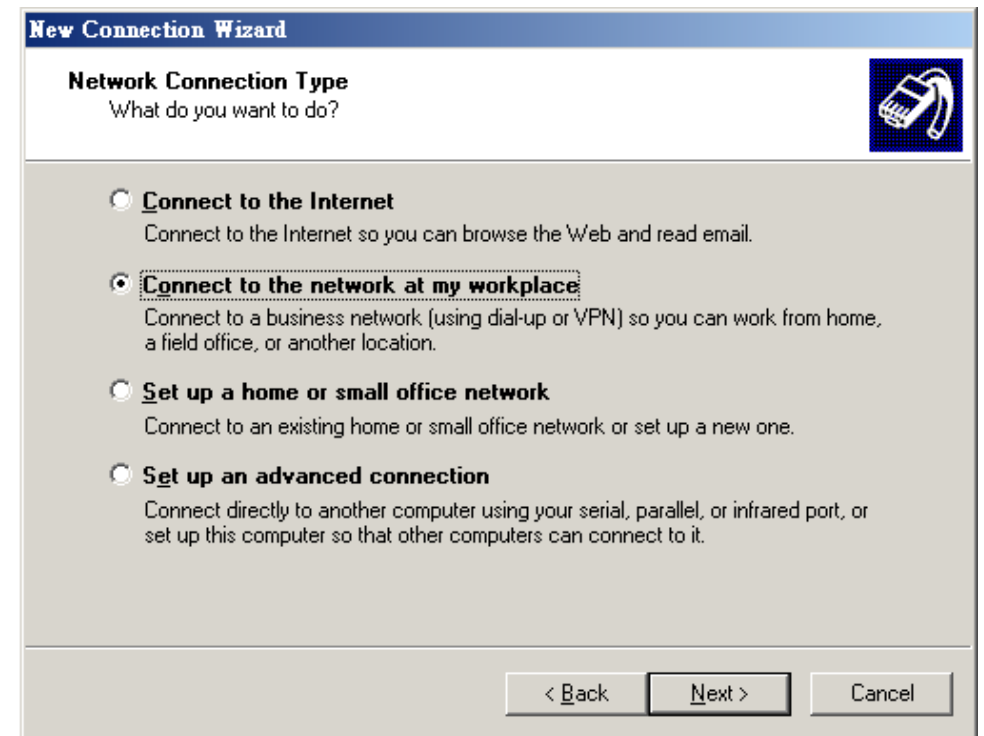 New Connection Wizard
Network Connection Type
What do you want to do?
Connect to the Internet
Connect to the Internet so you can browse the Web and read email.
Connect to the network at my workplace
Connect to a business network (using dial-up or VPN) so you can work from home,
a field office, or another location.
Set up a home or small office network
Connect to an existing home or small office network or set up a new one.
Set up an advanced connection
Connect directly to another computer using your serial, parallel, or infrared port, or
set up this computer so that other computers can connect to it.
< Back Next > Cancel